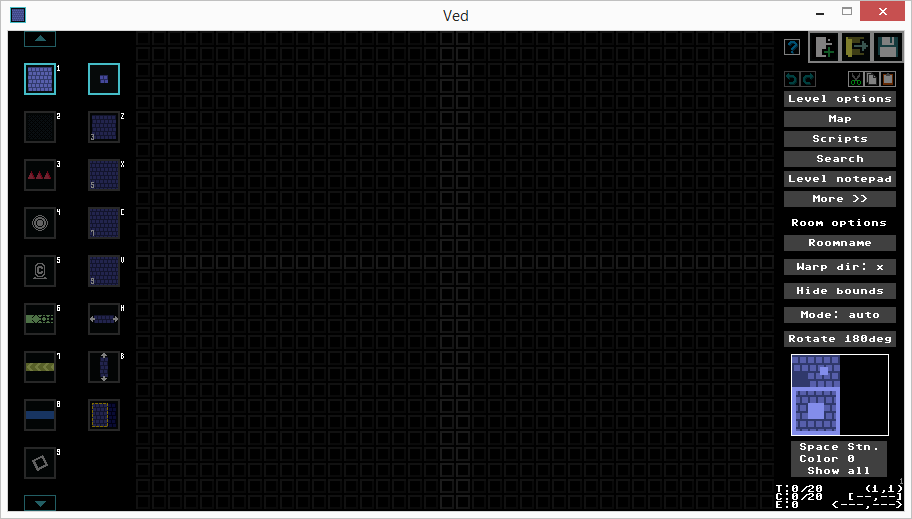 Ved
1
2
Z
3
3
X
5
4
C
7
5
V
9
6
H
7
B
8
9
?
Level options
Map
Scripts
Search
Level notepad
More >>
Room options
Roomname
Warp dir: x
Hide bounds
Mode: auto
Rotate 180deg
Space Stn.
Color 0
Show all
1
T:0/20 (1,1)
C:0/20 [--,--]
E:0 <---,--->